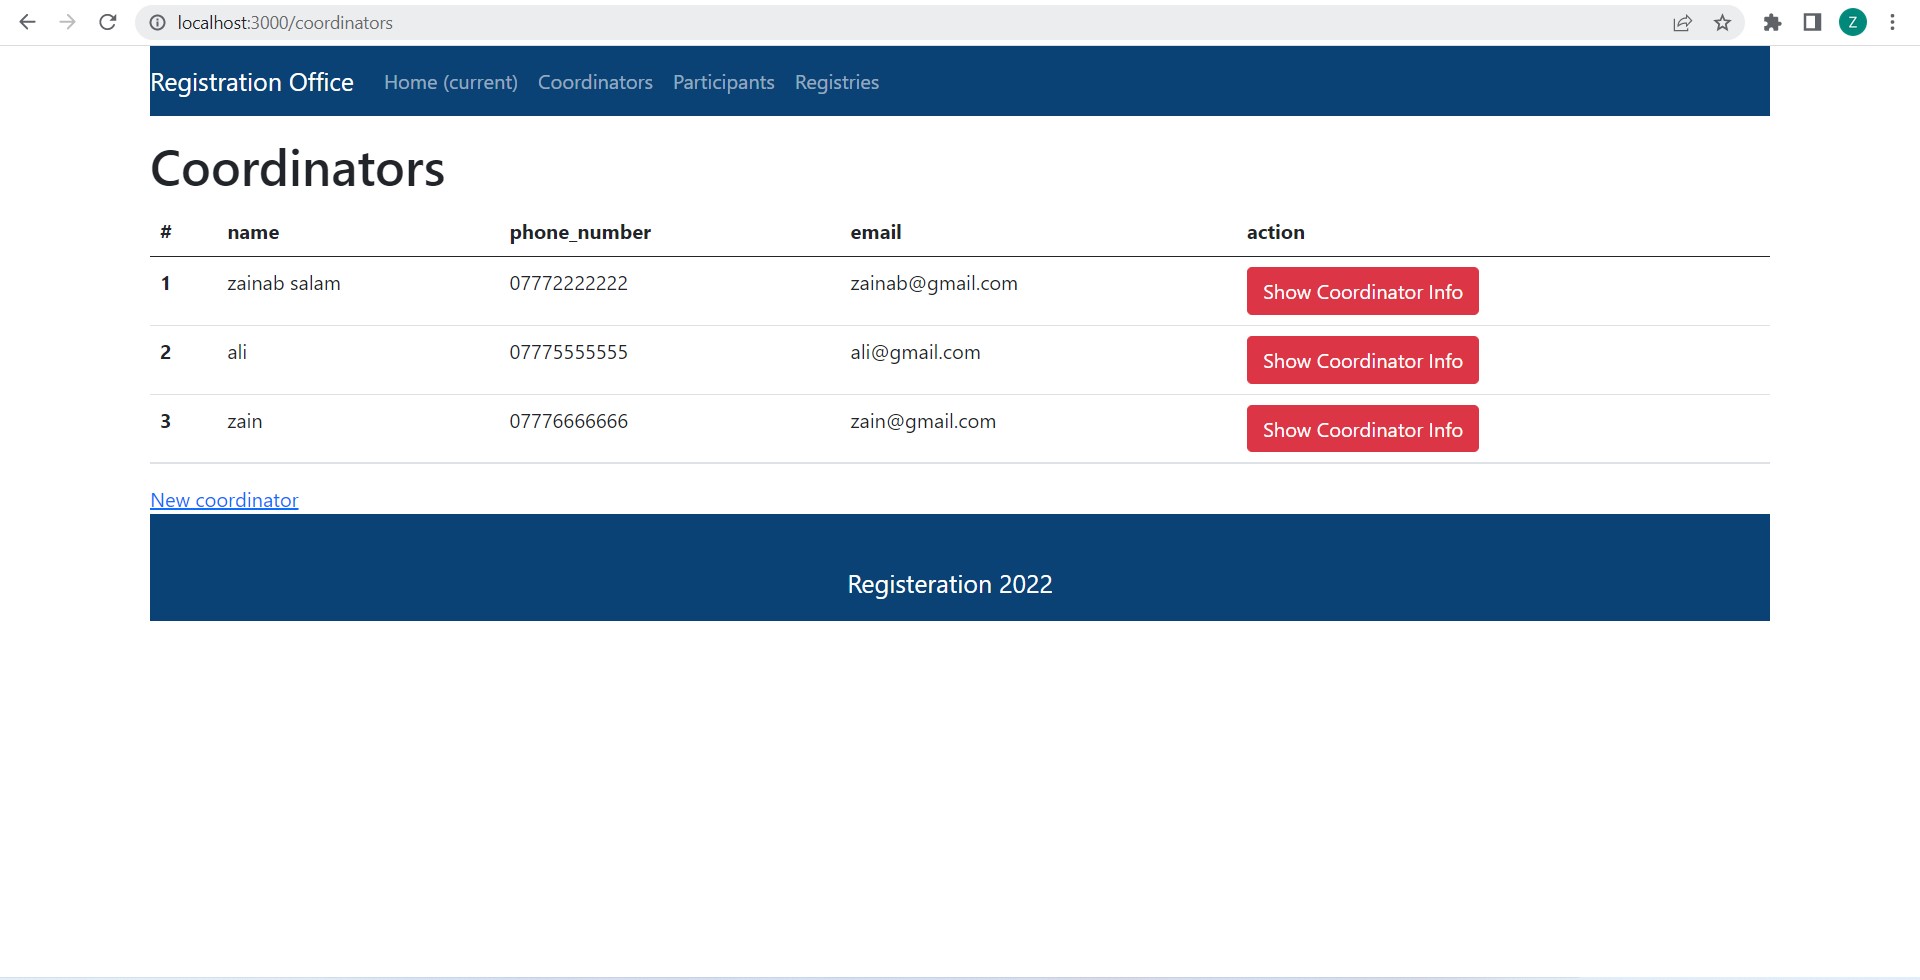 localhost:3000/coordinators
Z
Registration Office Home (current) Coordinators Participants Registries
Coordinators
# name phone_number email action
1 zainab salam 07772222222 zainab@gmail.com Show Coordinator Info
2 ali 07775555555 ali@gmail.com Show Coordinator Info
3 zain 07776666666 zain@gmail.com Show Coordinator Info
New coordinator
Registeration 2022